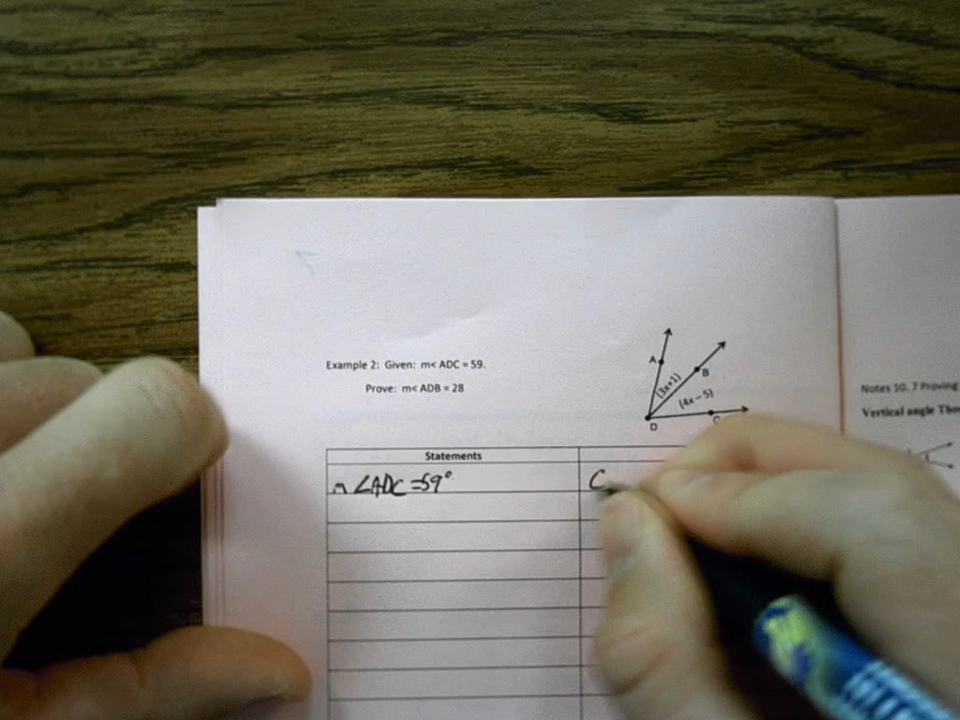 Example 2: Given: m< ADC = 59.
Prove: m< ADB = 28
A
B
(3x+1)
(4x – 5)
D
C
Notes 10. 7 Proving
Vertical angle
Statements
m ∠ADC = 59°